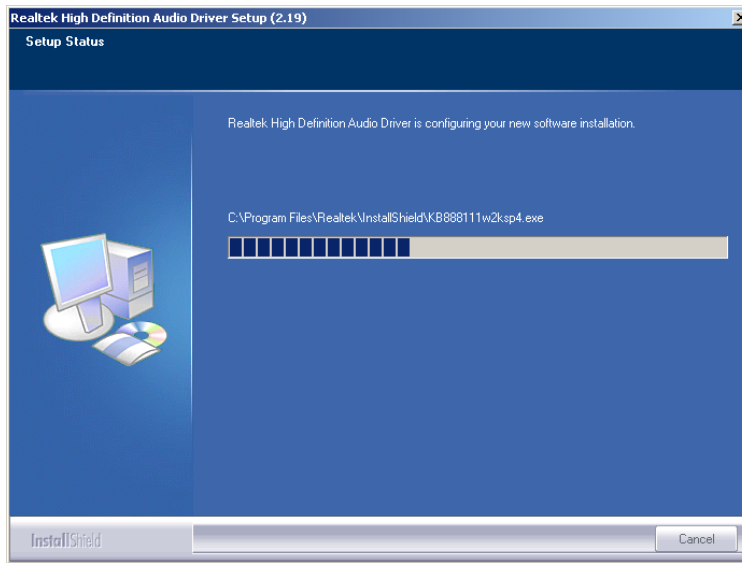 Realtek High Definition Audio Driver Setup (2.19)
Setup Status
Realtek High Definition Audio Driver is configuring your new software installation.
C:\Program Files\Realtek\InstallShield\KB888111w2ksp4.exe
InstallShield
Cancel